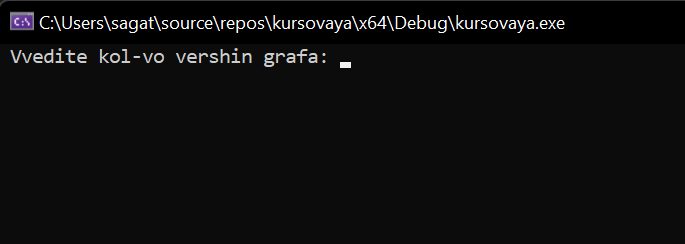 C:\Users\sagat\source\repos\kursovaya\x64\Debug\kursovaya.exe
Vvedite kol-vo vershin grafa: